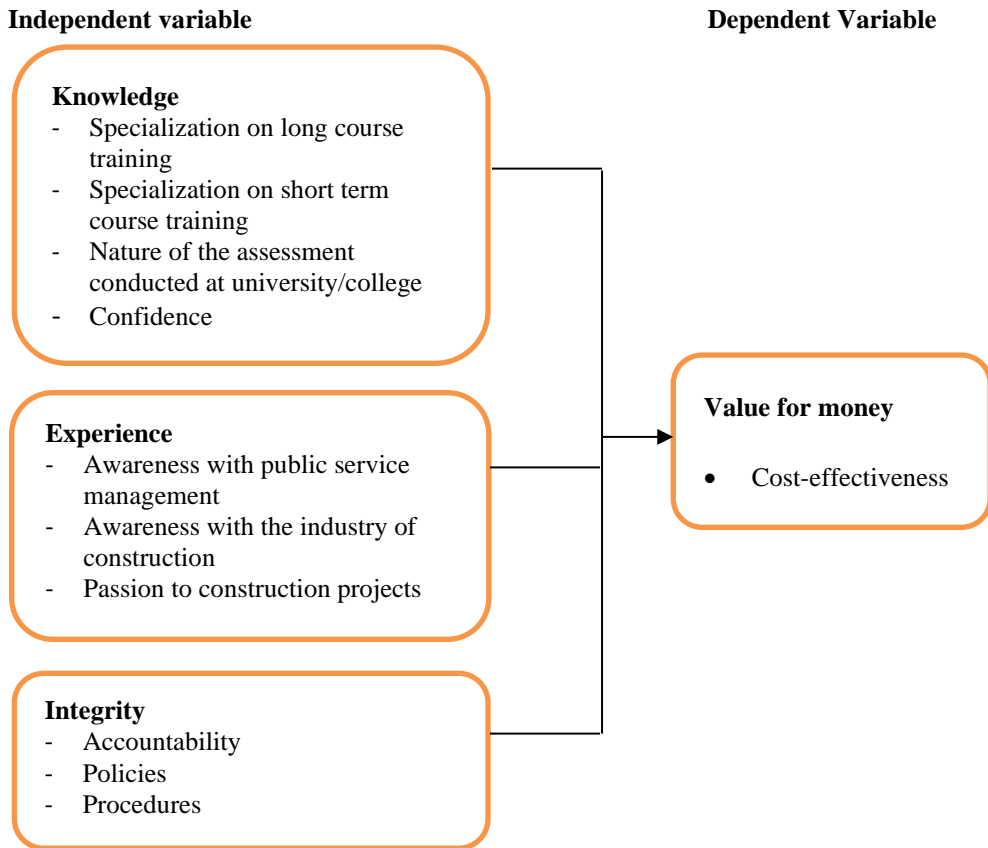 Independent variable
Dependent Variable
Knowledge
- Specialization on long course
training
- Specialization on short term
course training
- Nature of the assessment
conducted at university/college
- Confidence
Experience
- Awareness with public service
management
- Awareness with the industry of
construction
- Passion to construction projects
Integrity
- Accountability
- Policies
- Procedures
Value for money
• Cost-effectiveness